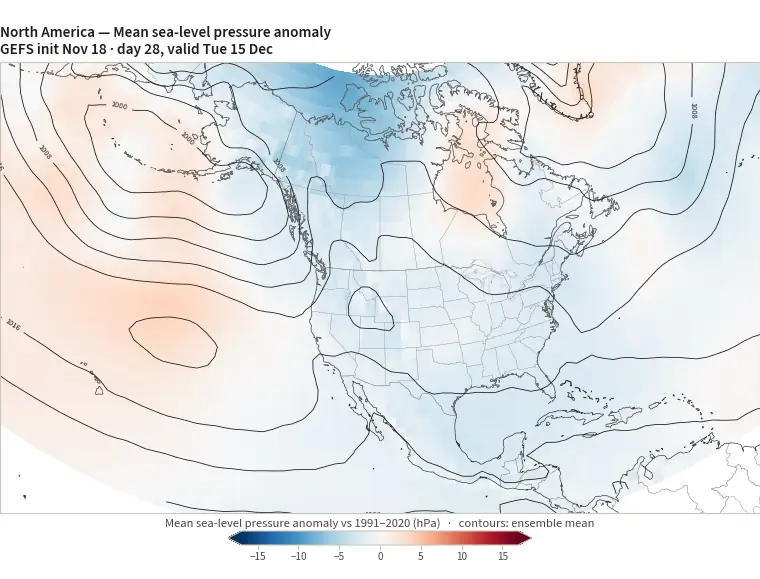 North America — Mean sea-level pressure anomaly
GEFS init Nov 18 · day 28, valid Tue 15 Dec
1000
1000
1008
1008
1008
1016
Mean sea-level pressure anomaly vs 1991–2020 (hPa) · contours: ensemble mean
−15 −10 −5 0 5 10 15